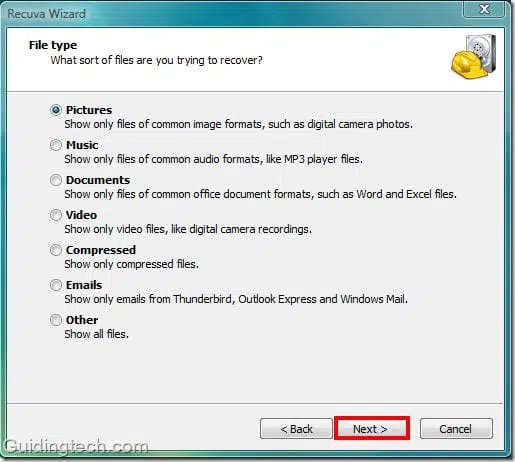 Recuva Wizard
File type
What sort of files are you trying to recover?
Pictures
Show only files of common image formats, such as digital camera photos.
Music
Show only files of common audio formats, like MP3 player files.
Documents
Show only files of common office document formats, such as Word and Excel files.
Video
Show only video files, like digital camera recordings.
Compressed
Show only compressed files.
Emails
Show only emails from Thunderbird, Outlook Express and Windows Mail.
Other
Show all files.
< Back Next > Cancel
Guidingtech.com